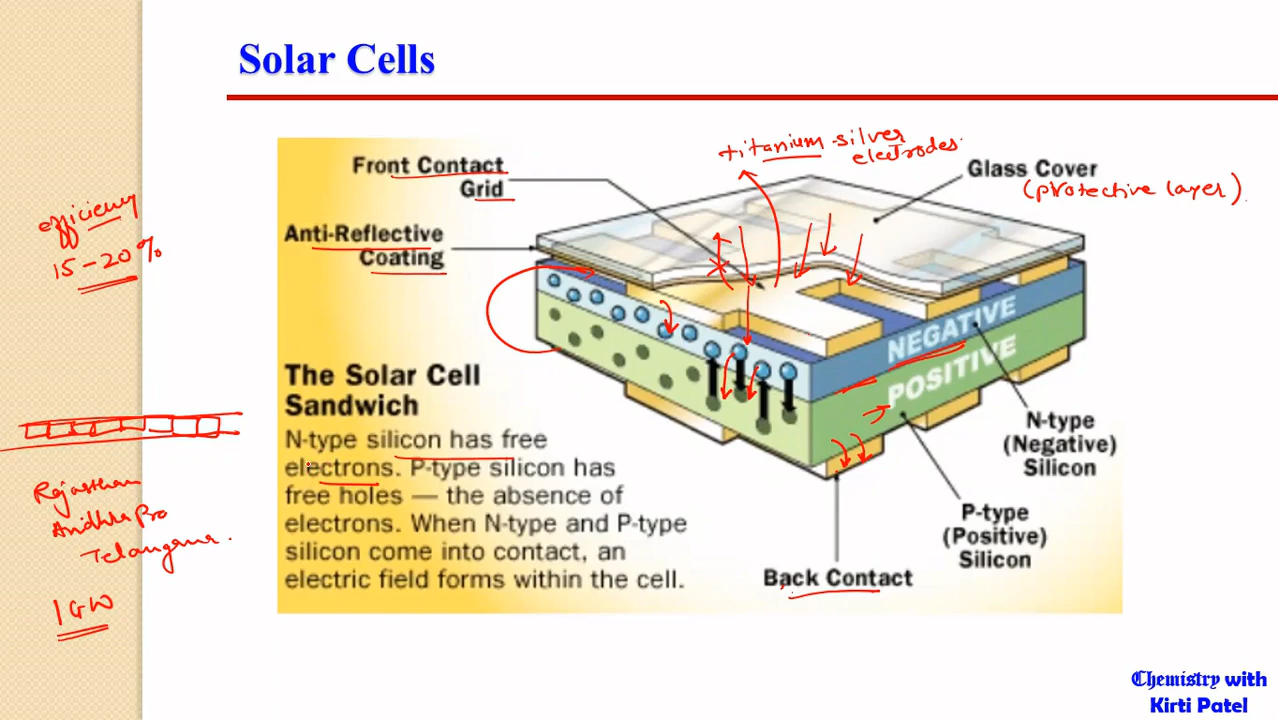 Solar Cells
titanium-silver
electrodes.
Front Contact
Grid
Glass Cover
(protective layer).
efficiency
15-20%
Anti-Reflective
Coating
NEGATIVE
POSITIVE
The Solar Cell
Sandwich
N-type silicon has free
electrons. P-type silicon has
free holes — the absence of
electrons. When N-type and P-type
silicon come into contact, an
electric field forms within the cell.
N-type
(Negative)
Silicon
P-type
(Positive)
Silicon
Back Contact
Rajasthan
Andhra Pra
Telangana.
1GW
Chemistry with
Kirti Patel